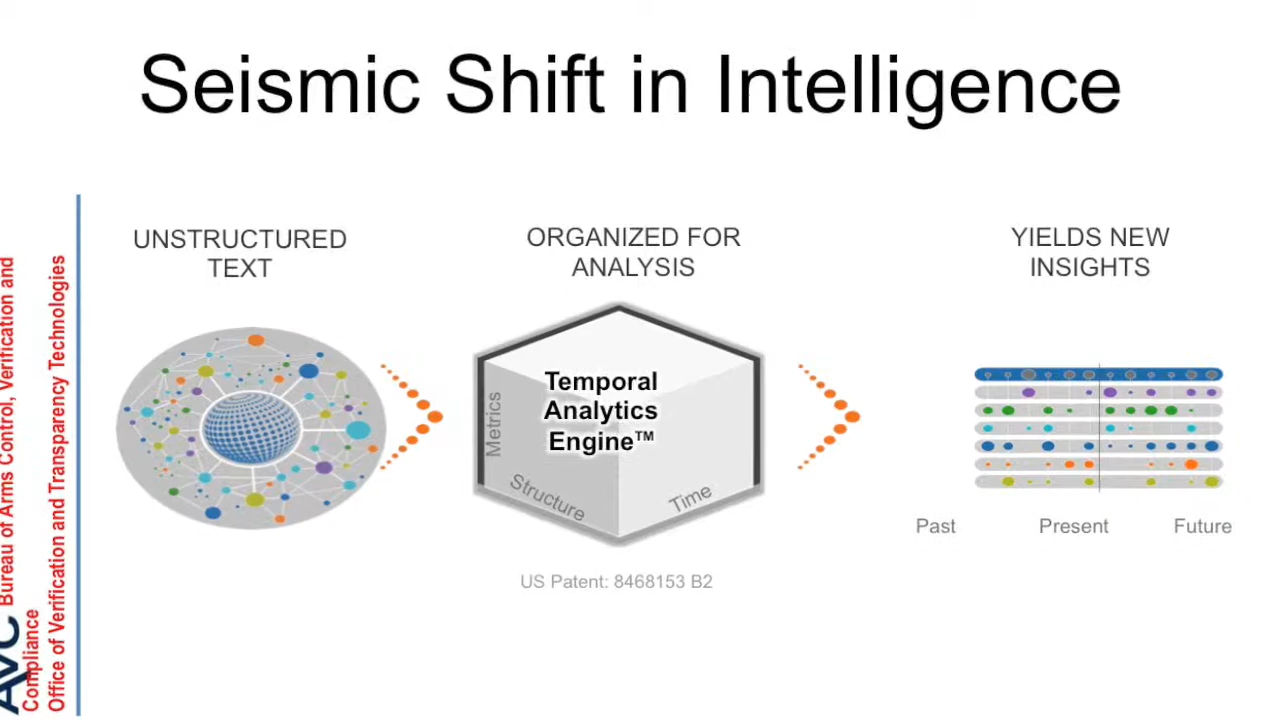 Seismic Shift in Intelligence
UNSTRUCTURED
TEXT
ORGANIZED FOR
ANALYSIS
YIELDS NEW
INSIGHTS
Temporal
Analytics
Engine™
Metrics
Structure
Time
Past
Present
Future
US Patent: 8468153 B2
AVC Bureau of Arms Control, Verification and
Compliance
Office of Verification and Transparency Technologies